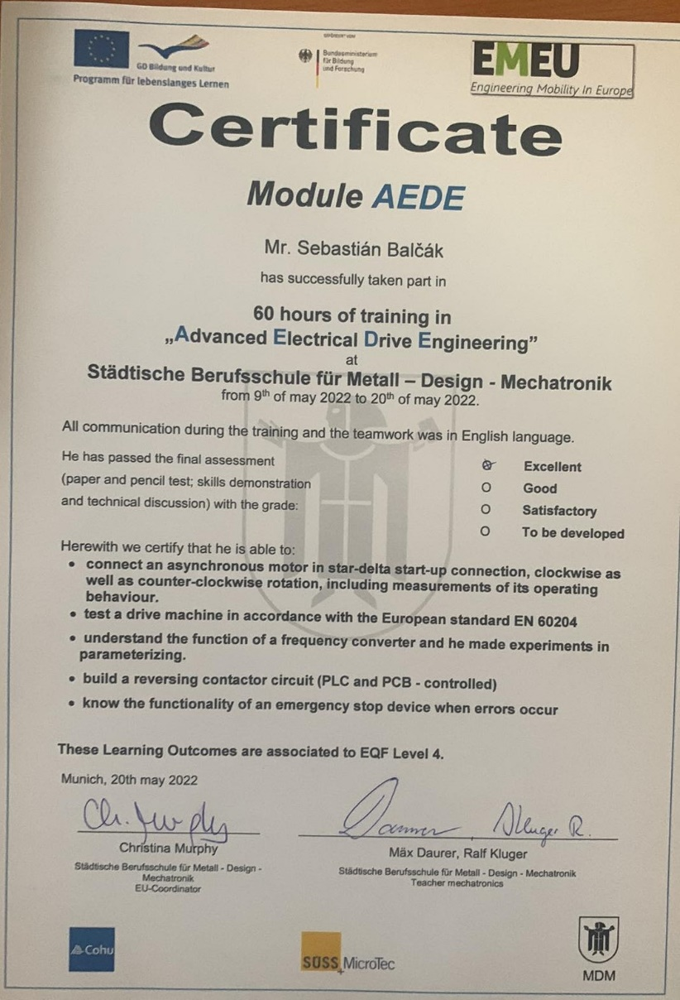 GEFÖRDERT VOM
GD Bildung und Kultur
Programm für lebenslanges Lernen
Bundesministerium
für Bildung
und Forschung
EMEU
Engineering Mobility In Europe
Certificate
Module AEDE
Mr. Sebastián Balčák
has successfully taken part in
60 hours of training in
„Advanced Electrical Drive Engineering”
at
Städtische Berufsschule für Metall – Design - Mechatronik
from 9th of may 2022 to 20th of may 2022.
All communication during the training and the teamwork was in English language.
He has passed the final assessment
(paper and pencil test; skills demonstration
and technical discussion) with the grade:
Excellent
O Good
O Satisfactory
O To be developed
Herewith we certify that he is able to:
• connect an asynchronous motor in star-delta start-up connection, clockwise as
well as counter-clockwise rotation, including measurements of its operating
behaviour.
• test a drive machine in accordance with the European standard EN 60204
• understand the function of a frequency converter and he made experiments in
parameterizing.
• build a reversing contactor circuit (PLC and PCB - controlled)
• know the functionality of an emergency stop device when errors occur
These Learning Outcomes are associated to EQF Level 4.
Munich, 20th may 2022
Ch. Murphy
Christina Murphy
Städtische Berufsschule für Metall - Design -
Mechatronik
EU-Coordinator
Daurer, Kluger R.
Mäx Daurer, Ralf Kluger
Städtische Berufsschule für Metall - Design - Mechatronik
Teacher mechatronics
Cohu
SÜSS MicroTec
MDM